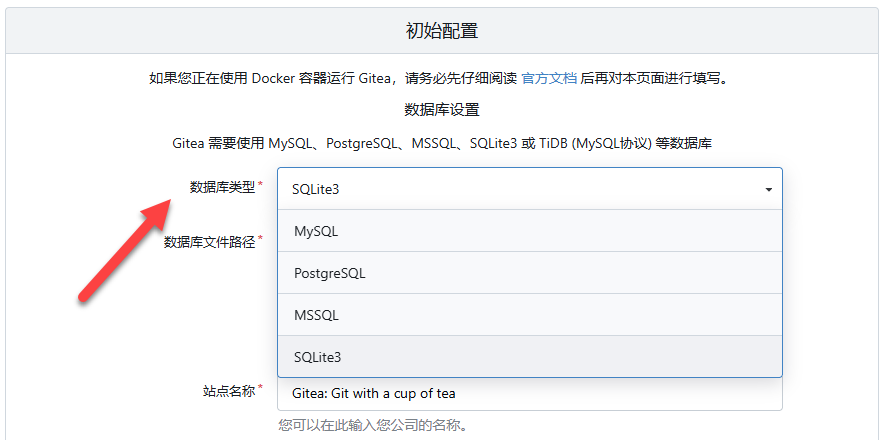 初始配置
如果您正在使用 Docker 容器运行 Gitea，请务必先仔细阅读 官方文档 后再对本页面进行填写。
数据库设置
Gitea 需要使用 MySQL、PostgreSQL、MSSQL、SQLite3 或 TiDB (MySQL协议) 等数据库
数据库类型* SQLite3
MySQL
数据库文件路径*
PostgreSQL
MSSQL
SQLite3
站点名称* Gitea: Git with a cup of tea
您可以在此输入您公司的名称。